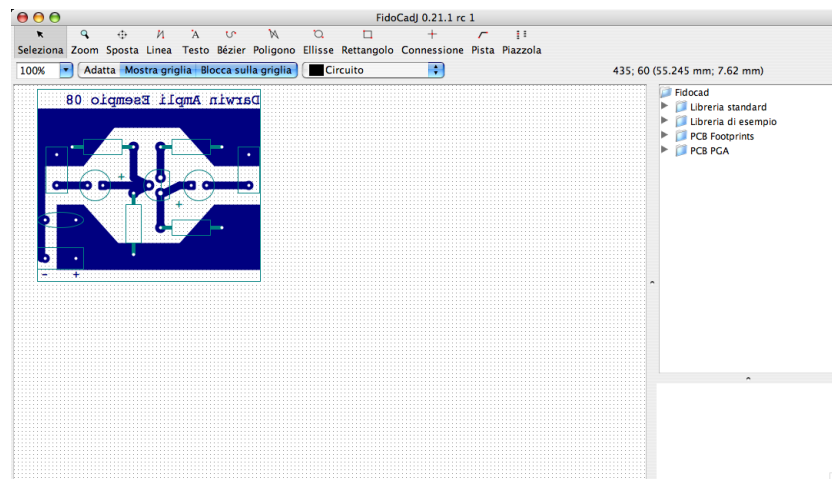 FidoCadJ 0.21.1 rc 1
Seleziona Zoom Sposta Linea Testo Bézier Poligono Ellisse Rettangolo Connessione Pista Piazzola
100% Adatta Mostra griglia Blocca sulla griglia Circuito 435; 60 (55.245 mm; 7.62 mm)
Darwin Ampli Esempio 08
Fidocad
Libreria standard
Libreria di esempio
PCB Footprints
PCB PGA
+
+
- +